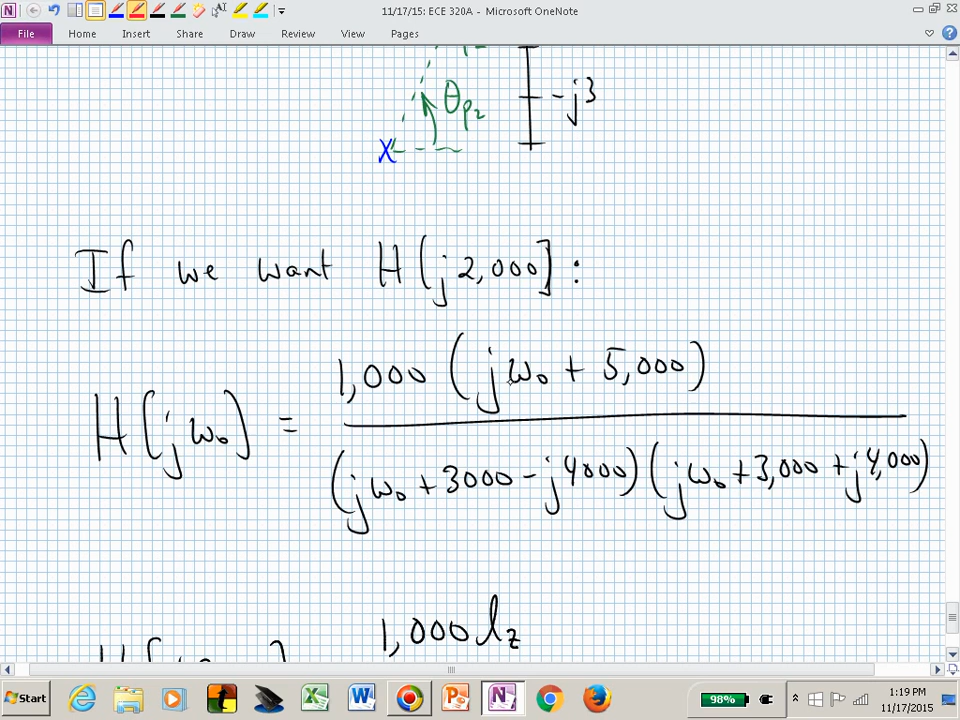 11/17/15: ECE 320A - Microsoft OneNote
File Home Insert Share Draw Review View Pages
θp2
-j3
X
If we want H(j2,000]:
1,000 (jω₀ + 5,000)
H(jω₀) =
(jω₀ + 3000 - j4000)(jω₀ + 3,000 + j4,000)
1,000 lz
Start
98%
1:19 PM
11/17/2015